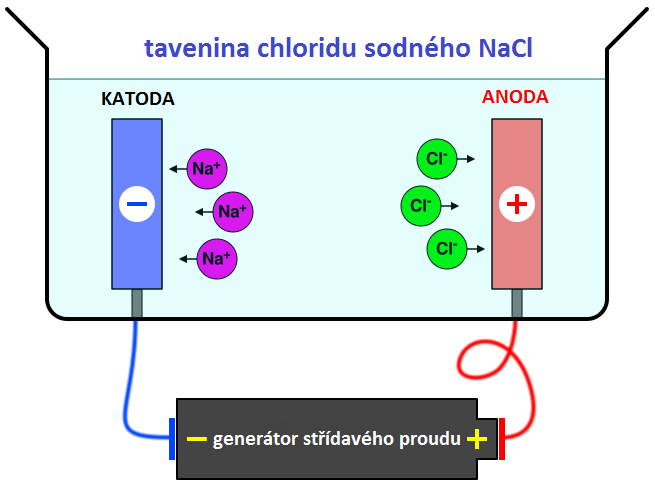 tavenina chloridu sodného NaCl
KATODA
ANODA
Na⁺
Na⁺
Na⁺
Cl⁻
Cl⁻
Cl⁻
−
+
− generátor střídavého proudu +